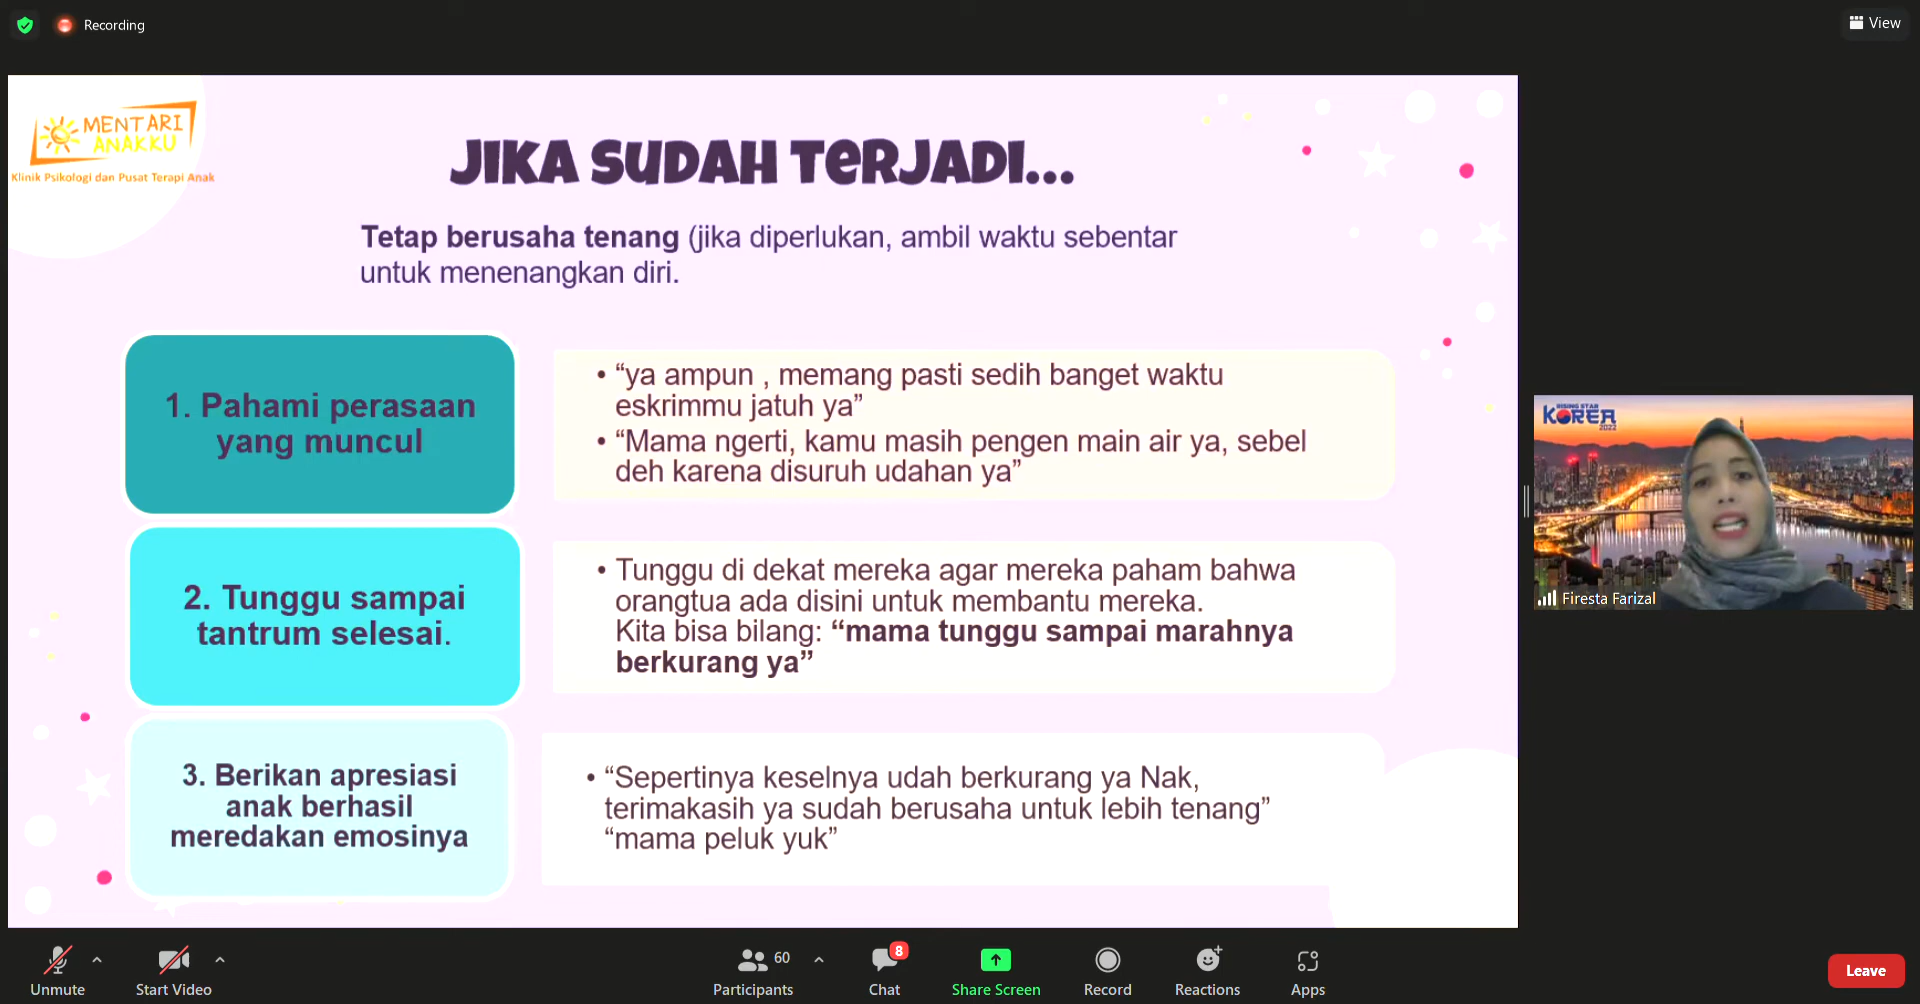 Recording
View
MENTARI
ANAKKU
Klinik Psikologi dan Pusat Terapi Anak
JIKA SUDAH TERJADI...
Tetap berusaha tenang (jika diperlukan, ambil waktu sebentar
untuk menenangkan diri.
1. Pahami perasaan
yang muncul
• “ya ampun , memang pasti sedih banget waktu
eskrimmu jatuh ya”
• “Mama ngerti, kamu masih pengen main air ya, sebel
deh karena disuruh udahan ya”
2. Tunggu sampai
tantrum selesai.
• Tunggu di dekat mereka agar mereka paham bahwa
orangtua ada disini untuk membantu mereka.
Kita bisa bilang: “mama tunggu sampai marahnya
berkurang ya”
3. Berikan apresiasi
anak berhasil
meredakan emosinya
• “Sepertinya keselnya udah berkurang ya Nak,
terimakasih ya sudah berusaha untuk lebih tenang”
“mama peluk yuk”
RISING STAR
KOREA
2022
Firesta Farizal
Unmute
Start Video
60
Participants
8
Chat
Share Screen
Record
Reactions
Apps
Leave